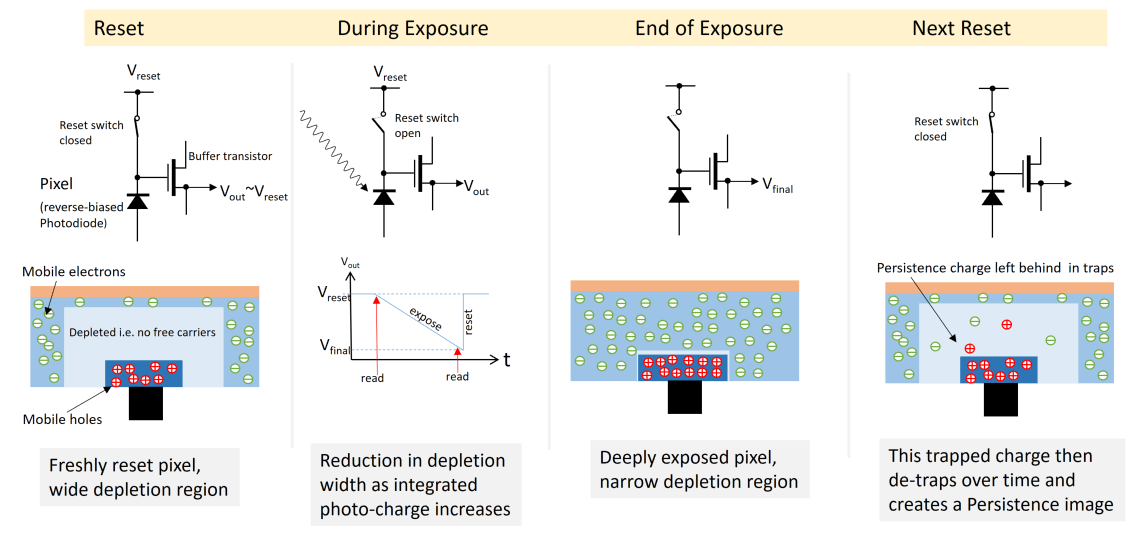 Reset
During Exposure
End of Exposure
Next Reset
Vreset
Reset switch
closed
Buffer transistor
Pixel
(reverse-biased
Photodiode)
Vout~Vreset
Mobile electrons
Depleted i.e. no free carriers
Mobile holes
Freshly reset pixel,
wide depletion region
Vreset
Reset switch
open
Vout
Vout
Vreset
expose
reset
Vfinal
t
read
read
Reduction in depletion
width as integrated
photo-charge increases
Vfinal
Deeply exposed pixel,
narrow depletion region
Reset switch
closed
Persistence charge left behind in traps
This trapped charge then
de-traps over time and
creates a Persistence image